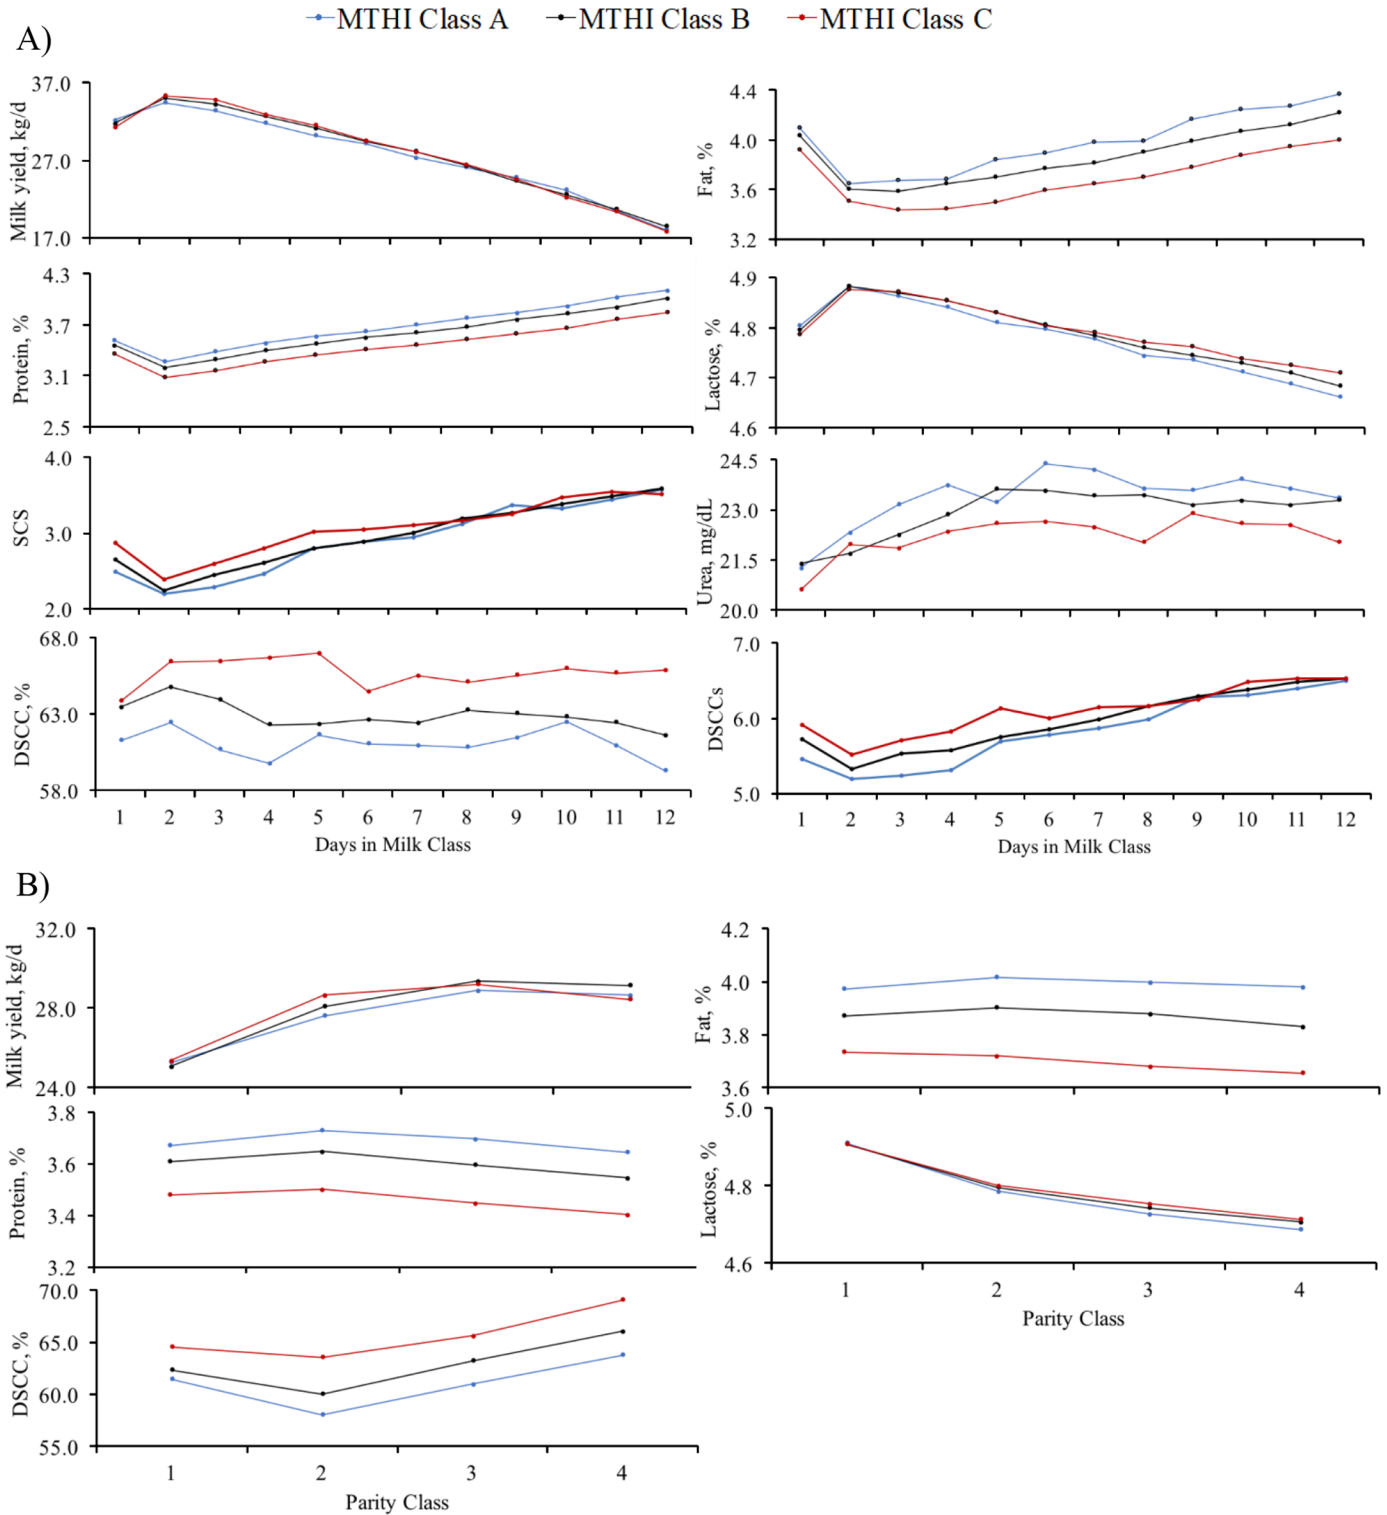 MTHI Class A MTHI Class B MTHI Class C
A)
Milk yield, kg/d
37.0
27.0
17.0
Fat, %
4.4
4.0
3.6
3.2
Protein, %
4.3
3.7
3.1
2.5
Lactose, %
4.9
4.8
4.7
4.6
SCS
4.0
3.0
2.0
Urea, mg/dL
24.5
23.0
21.5
20.0
DSCC, %
68.0
63.0
58.0
1 2 3 4 5 6 7 8 9 10 11 12
Days in Milk Class
DSCCs
7.0
6.0
5.0
1 2 3 4 5 6 7 8 9 10 11 12
Days in Milk Class
B)
Milk yield, kg/d
32.0
28.0
24.0
Fat, %
4.2
4.0
3.8
3.6
Protein, %
3.8
3.6
3.4
3.2
Lactose, %
5.0
4.8
4.6
1 2 3 4
Parity Class
DSCC, %
70.0
65.0
60.0
55.0
1 2 3 4
Parity Class